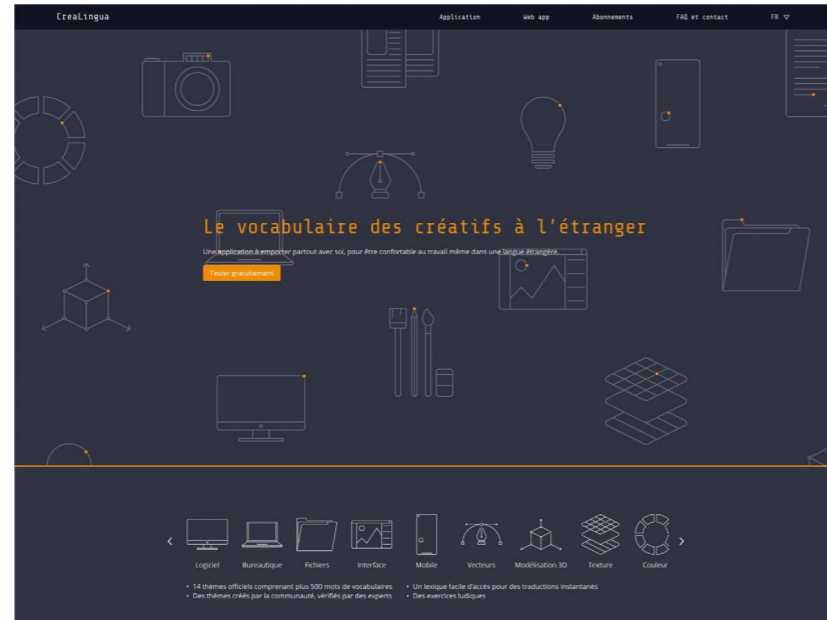 CreaLingua
Application
Web app
Abonnements
FAQ et contact
FR
Le vocabulaire des créatifs à l'étranger
Une application à emporter partout avec soi, pour être confortable au travail même dans une langue étrangère.
Tester gratuitement
Logiciel
Bureautique
Fichiers
Interface
Mobile
Vecteurs
Modélisation 3D
Texture
Couleur
• 14 thèmes officiels comprenant plus 500 mots de vocabulaires
• Des thèmes créés par la communauté, vérifiés par des experts
• Un lexique facile d'accès pour des traductions instantanés
• Des exercices ludiques